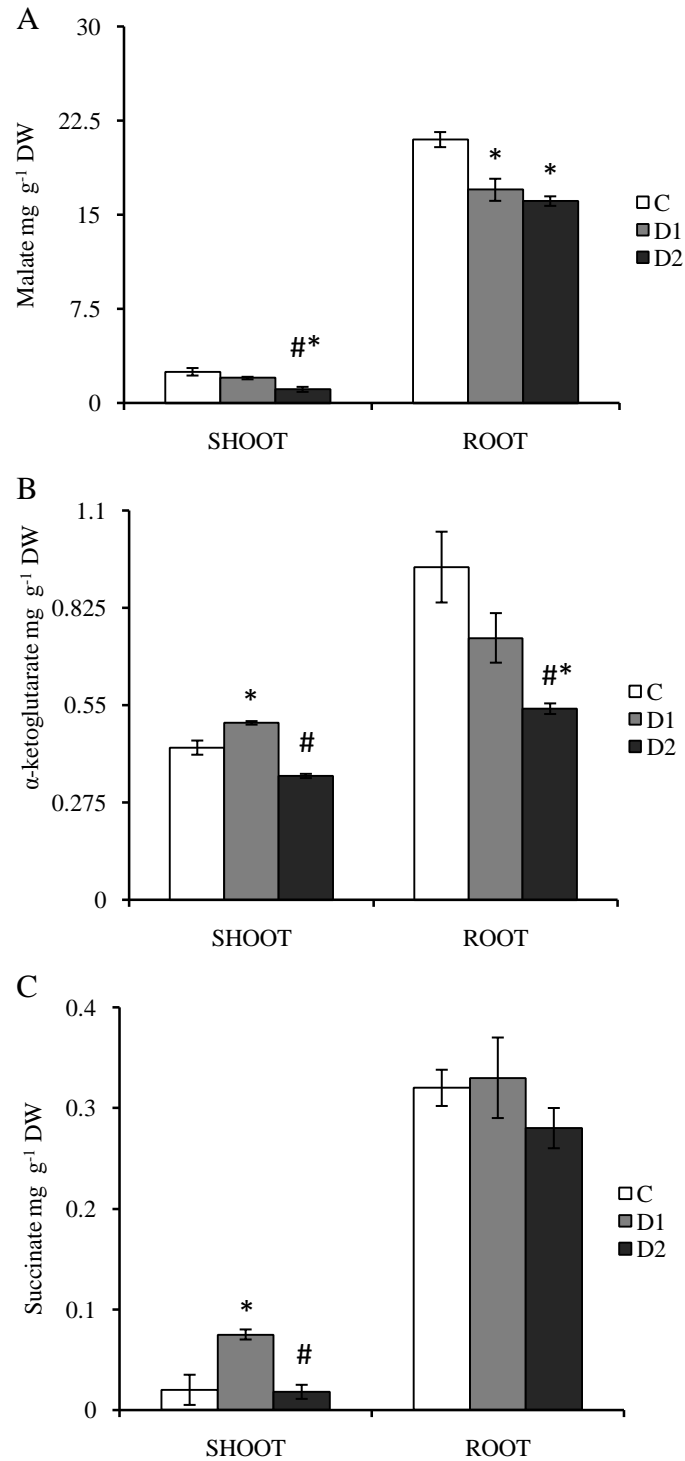 A
30
22.5
15
7.5
0
Malate mg g-1 DW
#*
*
*
SHOOT
ROOT
C
D1
D2
B
1.1
0.825
0.55
0.275
0
α-ketoglutarate mg g-1 DW
*
#
#*
SHOOT
ROOT
C
D1
D2
C
0.4
0.3
0.2
0.1
0
Succinate mg g-1 DW
*
#
SHOOT
ROOT
C
D1
D2